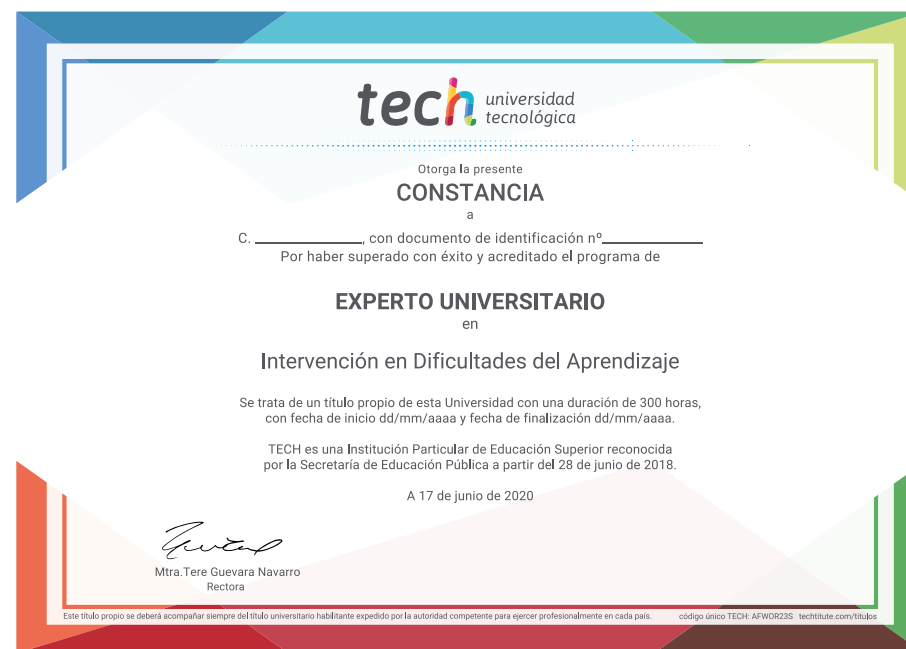 tech universidad
tecnológica
Otorga la presente
CONSTANCIA
a
C. ______________, con documento de identificación nº_____________
Por haber superado con éxito y acreditado el programa de
EXPERTO UNIVERSITARIO
en
Intervención en Dificultades del Aprendizaje
Se trata de un título propio de esta Universidad con una duración de 300 horas,
con fecha de inicio dd/mm/aaaa y fecha de finalización dd/mm/aaaa.
TECH es una Institución Particular de Educación Superior reconocida
por la Secretaría de Educación Pública a partir del 28 de junio de 2018.
A 17 de junio de 2020
Mtra.Tere Guevara Navarro
Rectora
Este título propio se deberá acompañar siempre del título universitario habilitante expedido por la autoridad competente para ejercer profesionalmente en cada país. código único TECH: AFWOR23S techtitute.com/titulos